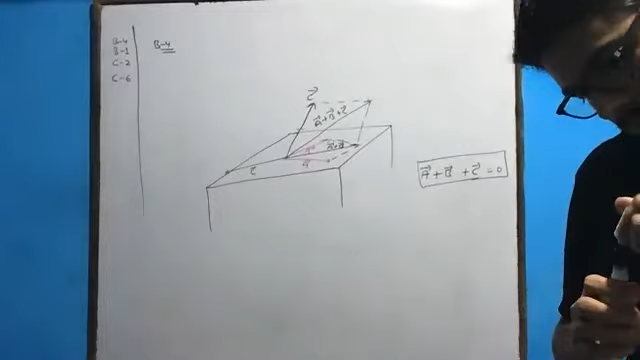 B-4
B-1
C-2
C-6
B-4
C⃗
A⃗+B⃗+C⃗
A+B
A
C
A⃗ + B⃗ + C⃗ = 0